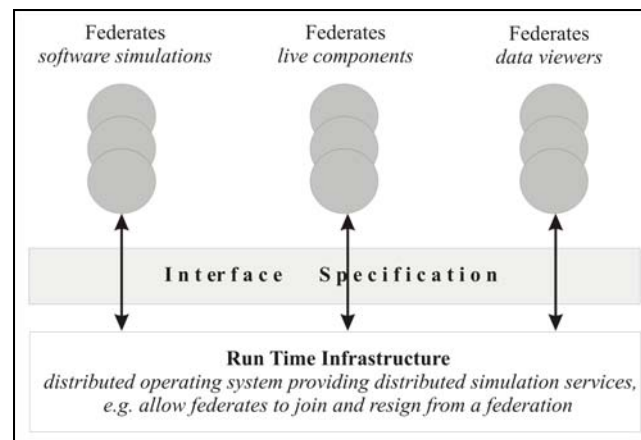 Federates
software simulations
Federates
live components
Federates
data viewers
Interface Specification
Run Time Infrastructure
distributed operating system providing distributed simulation services,
e.g. allow federates to join and resign from a federation